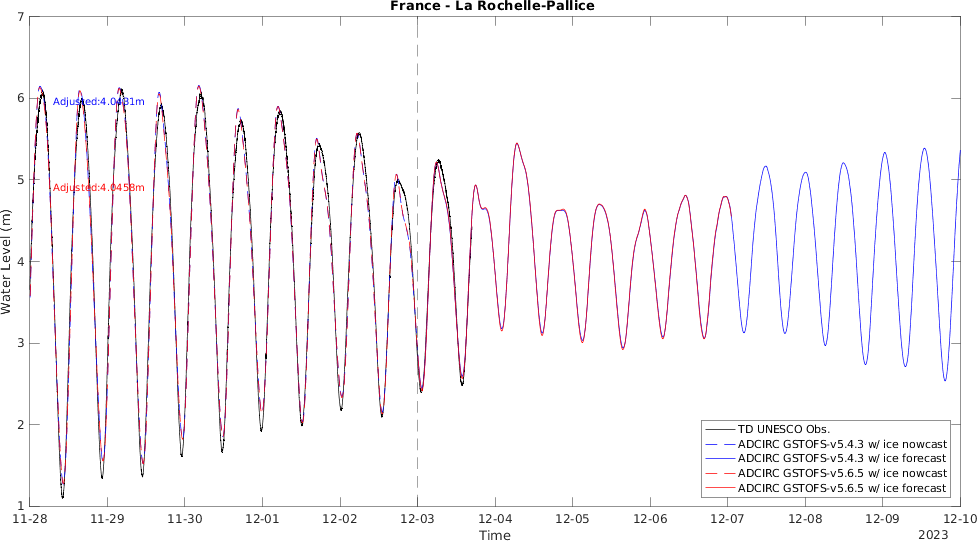 France - La Rochelle-Pallice
7
6
5
4
3
2
1
Water Level (m)
Adjusted:4.0431m
Adjusted:4.0458m
TD UNESCO Obs.
ADCIRC GSTOFS-v5.4.3 w/ ice nowcast
ADCIRC GSTOFS-v5.4.3 w/ ice forecast
ADCIRC GSTOFS-v5.6.5 w/ ice nowcast
ADCIRC GSTOFS-v5.6.5 w/ ice forecast
11-28 11-29 11-30 12-01 12-02 12-03 12-04 12-05 12-06 12-07 12-08 12-09 12-10
Time
2023